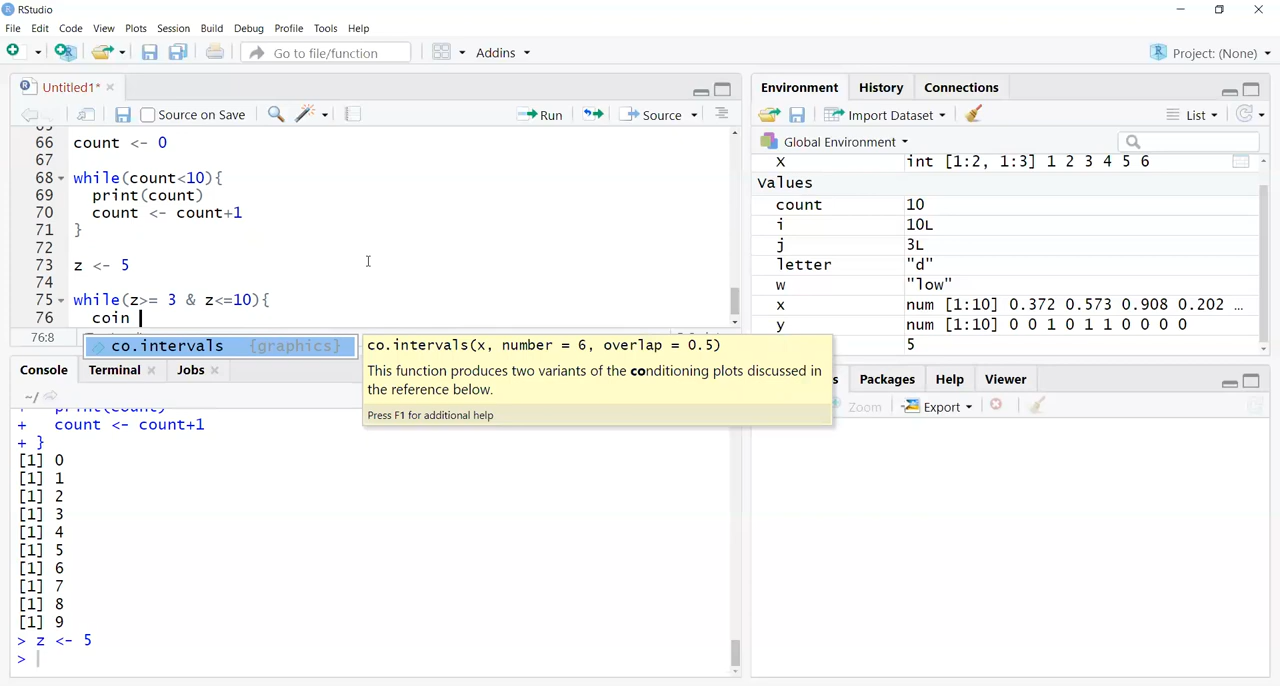 RStudio
File Edit Code View Plots Session Build Debug Profile Tools Help
Go to file/function Addins Project: (None)
Untitled1*
Source on Save Run Source
66 count <- 0
67
68 while(count<10){
69 print(count)
70 count <- count+1
71 }
72
73 z <- 5
74
75 while(z>= 3 & z<=10){
76 coin
76:8
co.intervals {graphics}
co.intervals(x, number = 6, overlap = 0.5)
This function produces two variants of the conditioning plots discussed in
the reference below.
Press F1 for additional help
Console Terminal Jobs
~/
+ print(count)
+ count <- count+1
+ }
[1] 0
[1] 1
[1] 2
[1] 3
[1] 4
[1] 5
[1] 6
[1] 7
[1] 8
[1] 9
> z <- 5
>
Environment History Connections
Import Dataset List
Global Environment
x int [1:2, 1:3] 1 2 3 4 5 6
Values
count 10
i 10L
j 3L
letter "d"
w "low"
x num [1:10] 0.372 0.573 0.908 0.202 ...
y num [1:10] 0 0 1 0 1 1 0 0 0 0
5
Packages Help Viewer
Zoom Export